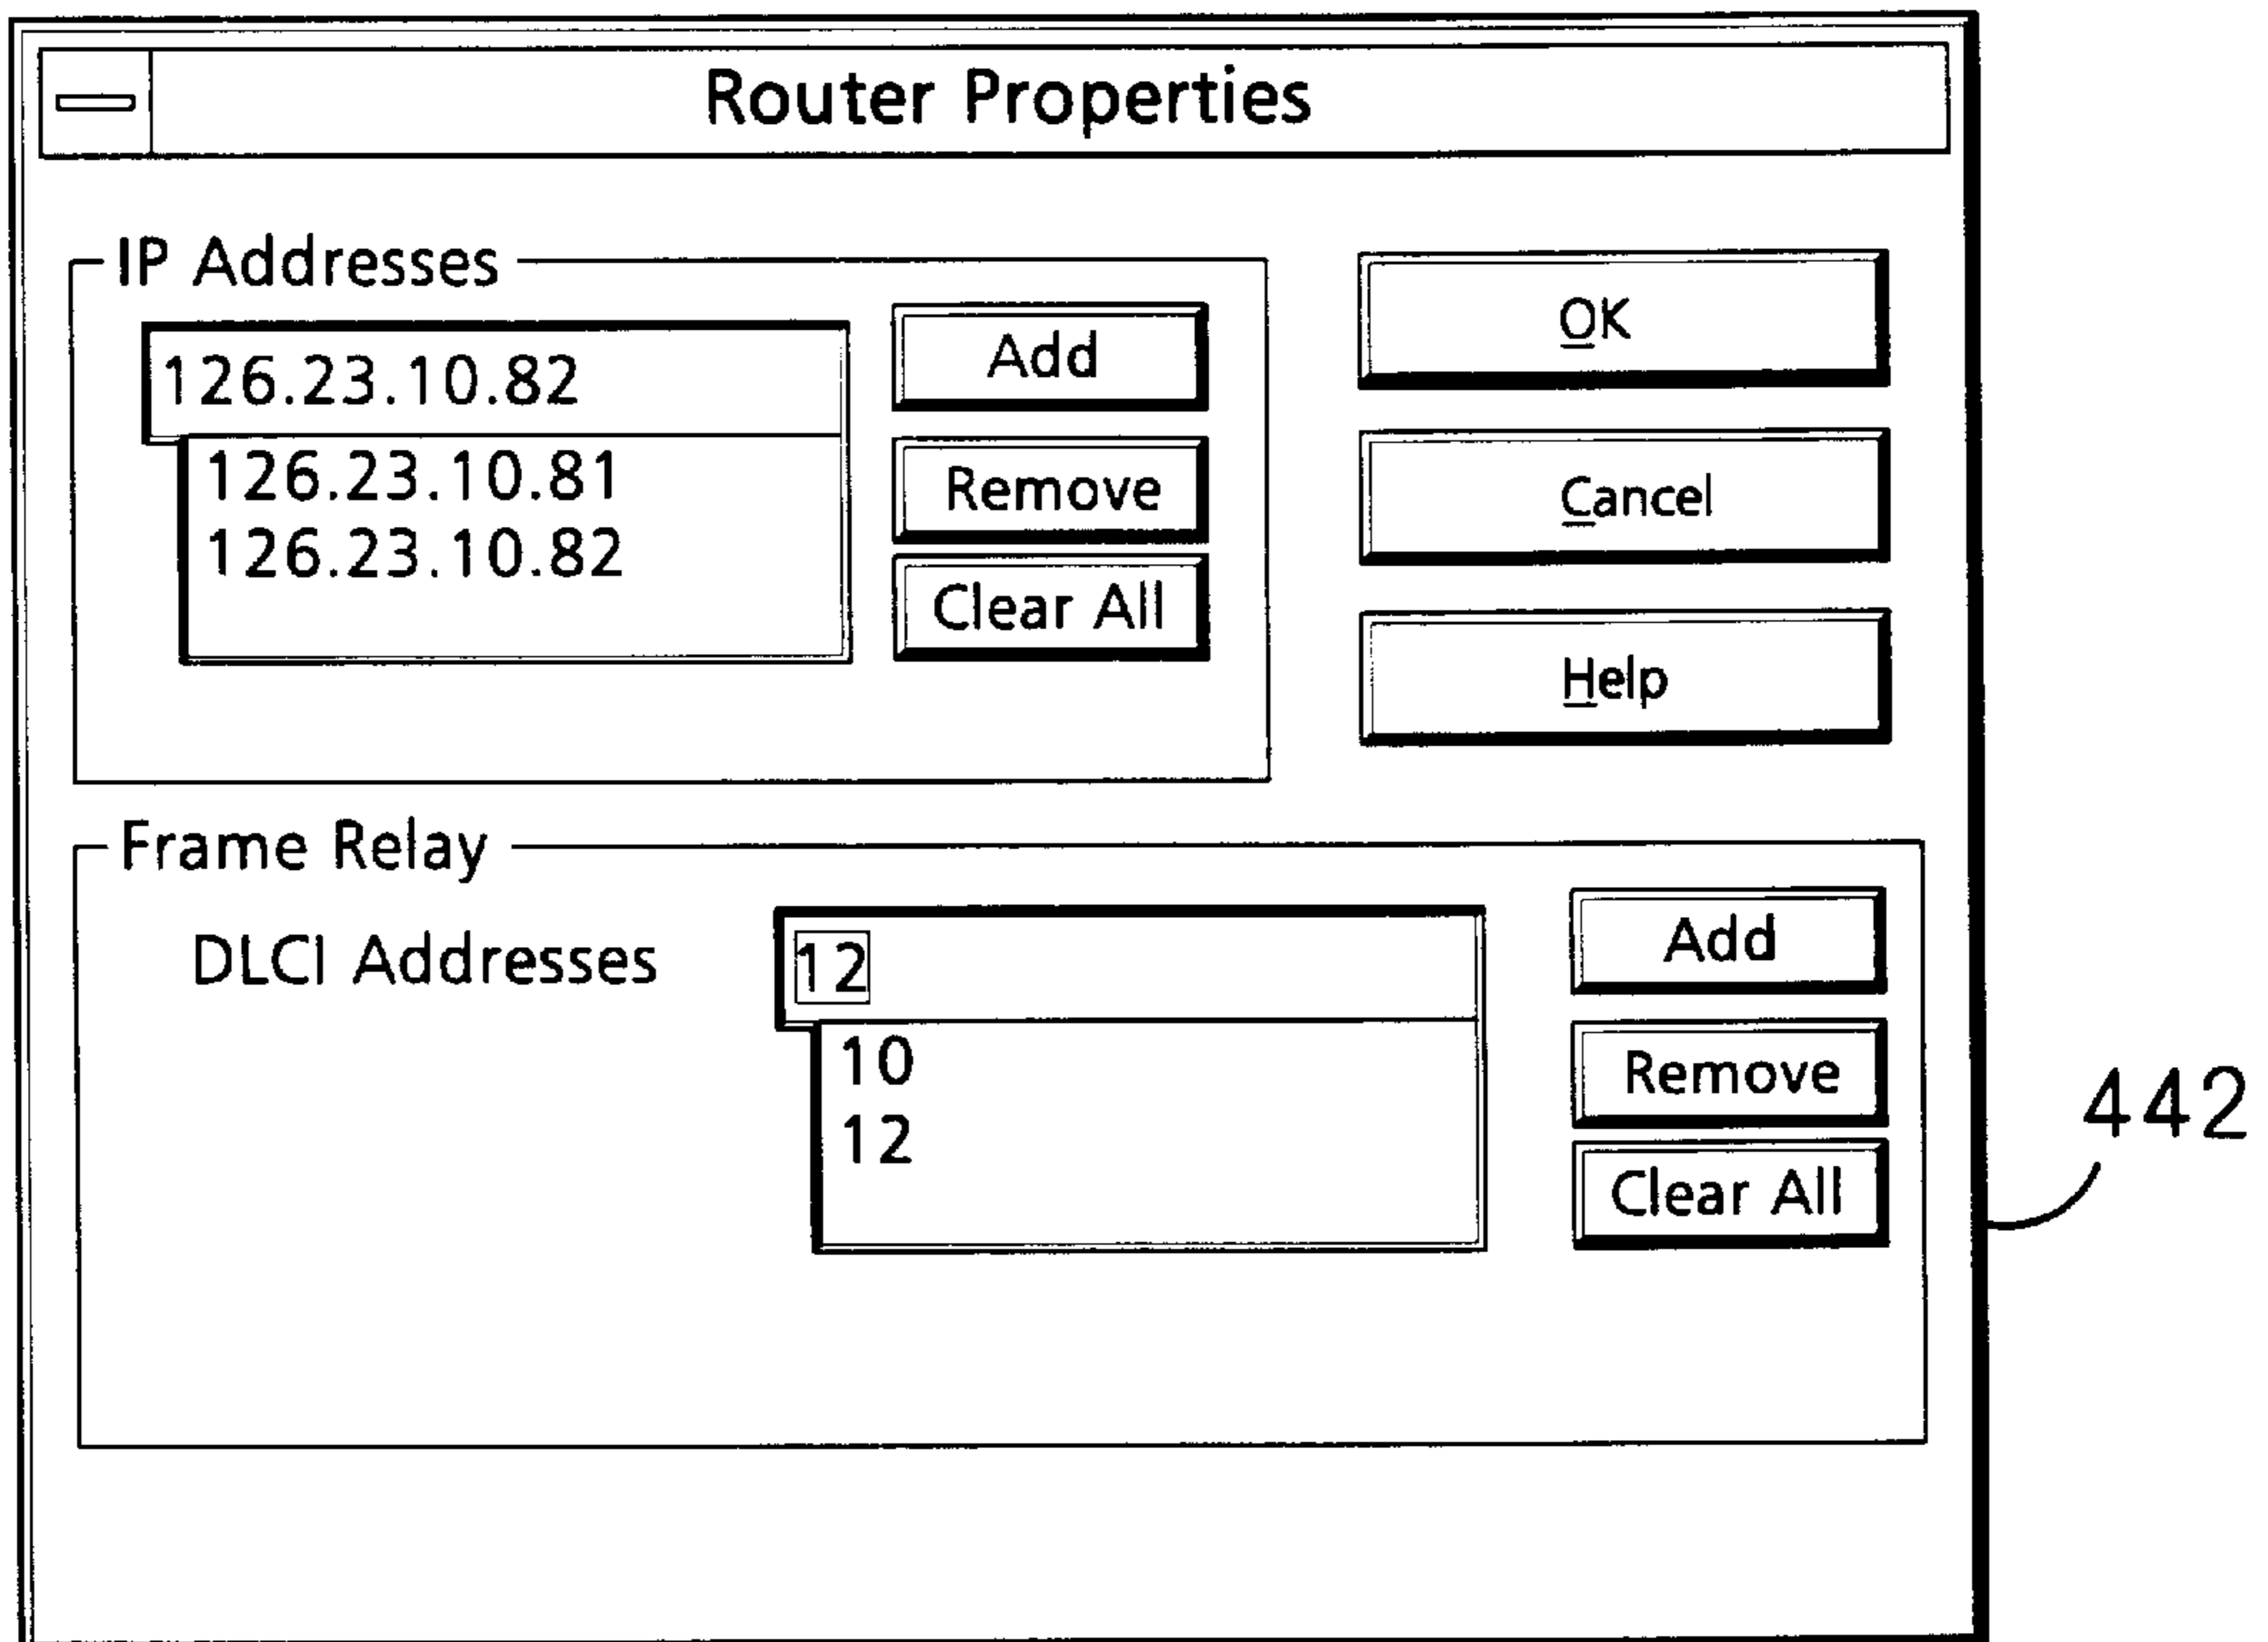 Router Properties
IP Addresses
126.23.10.82
126.23.10.81
126.23.10.82
Add
Remove
Clear All
OK
Cancel
Help
Frame Relay
DLCI Addresses
12
10
12
Add
Remove
Clear All
442